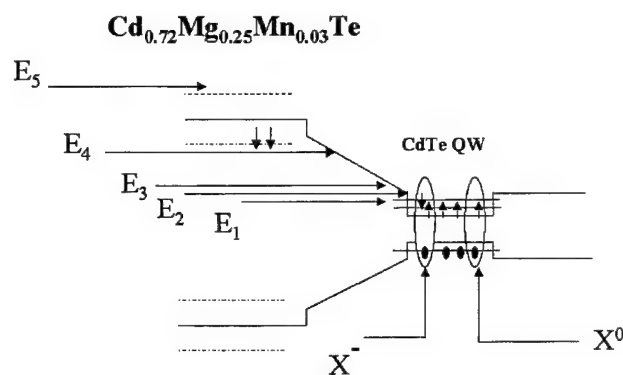 Cd₀.₇₂Mg₀.₂₅Mn₀.₀₃Te
E₅
E₄
CdTe QW
E₃
E₂
E₁
X⁻
X⁰